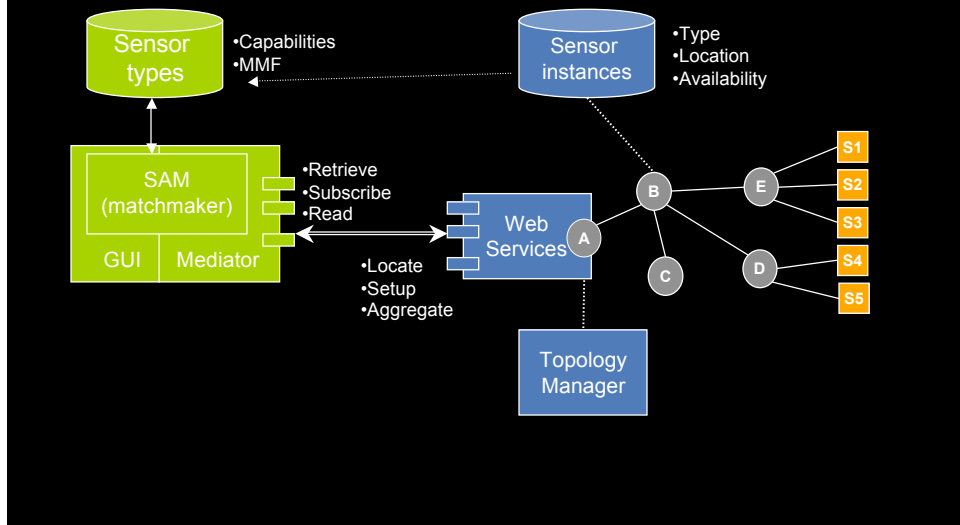 Sensor
types
•Capabilities
•MMF
Sensor
instances
•Type
•Location
•Availability
SAM
(matchmaker)
GUI
Mediator
•Retrieve
•Subscribe
•Read
•Locate
•Setup
•Aggregate
Web
Services
A
B
C
D
E
S1
S2
S3
S4
S5
Topology
Manager